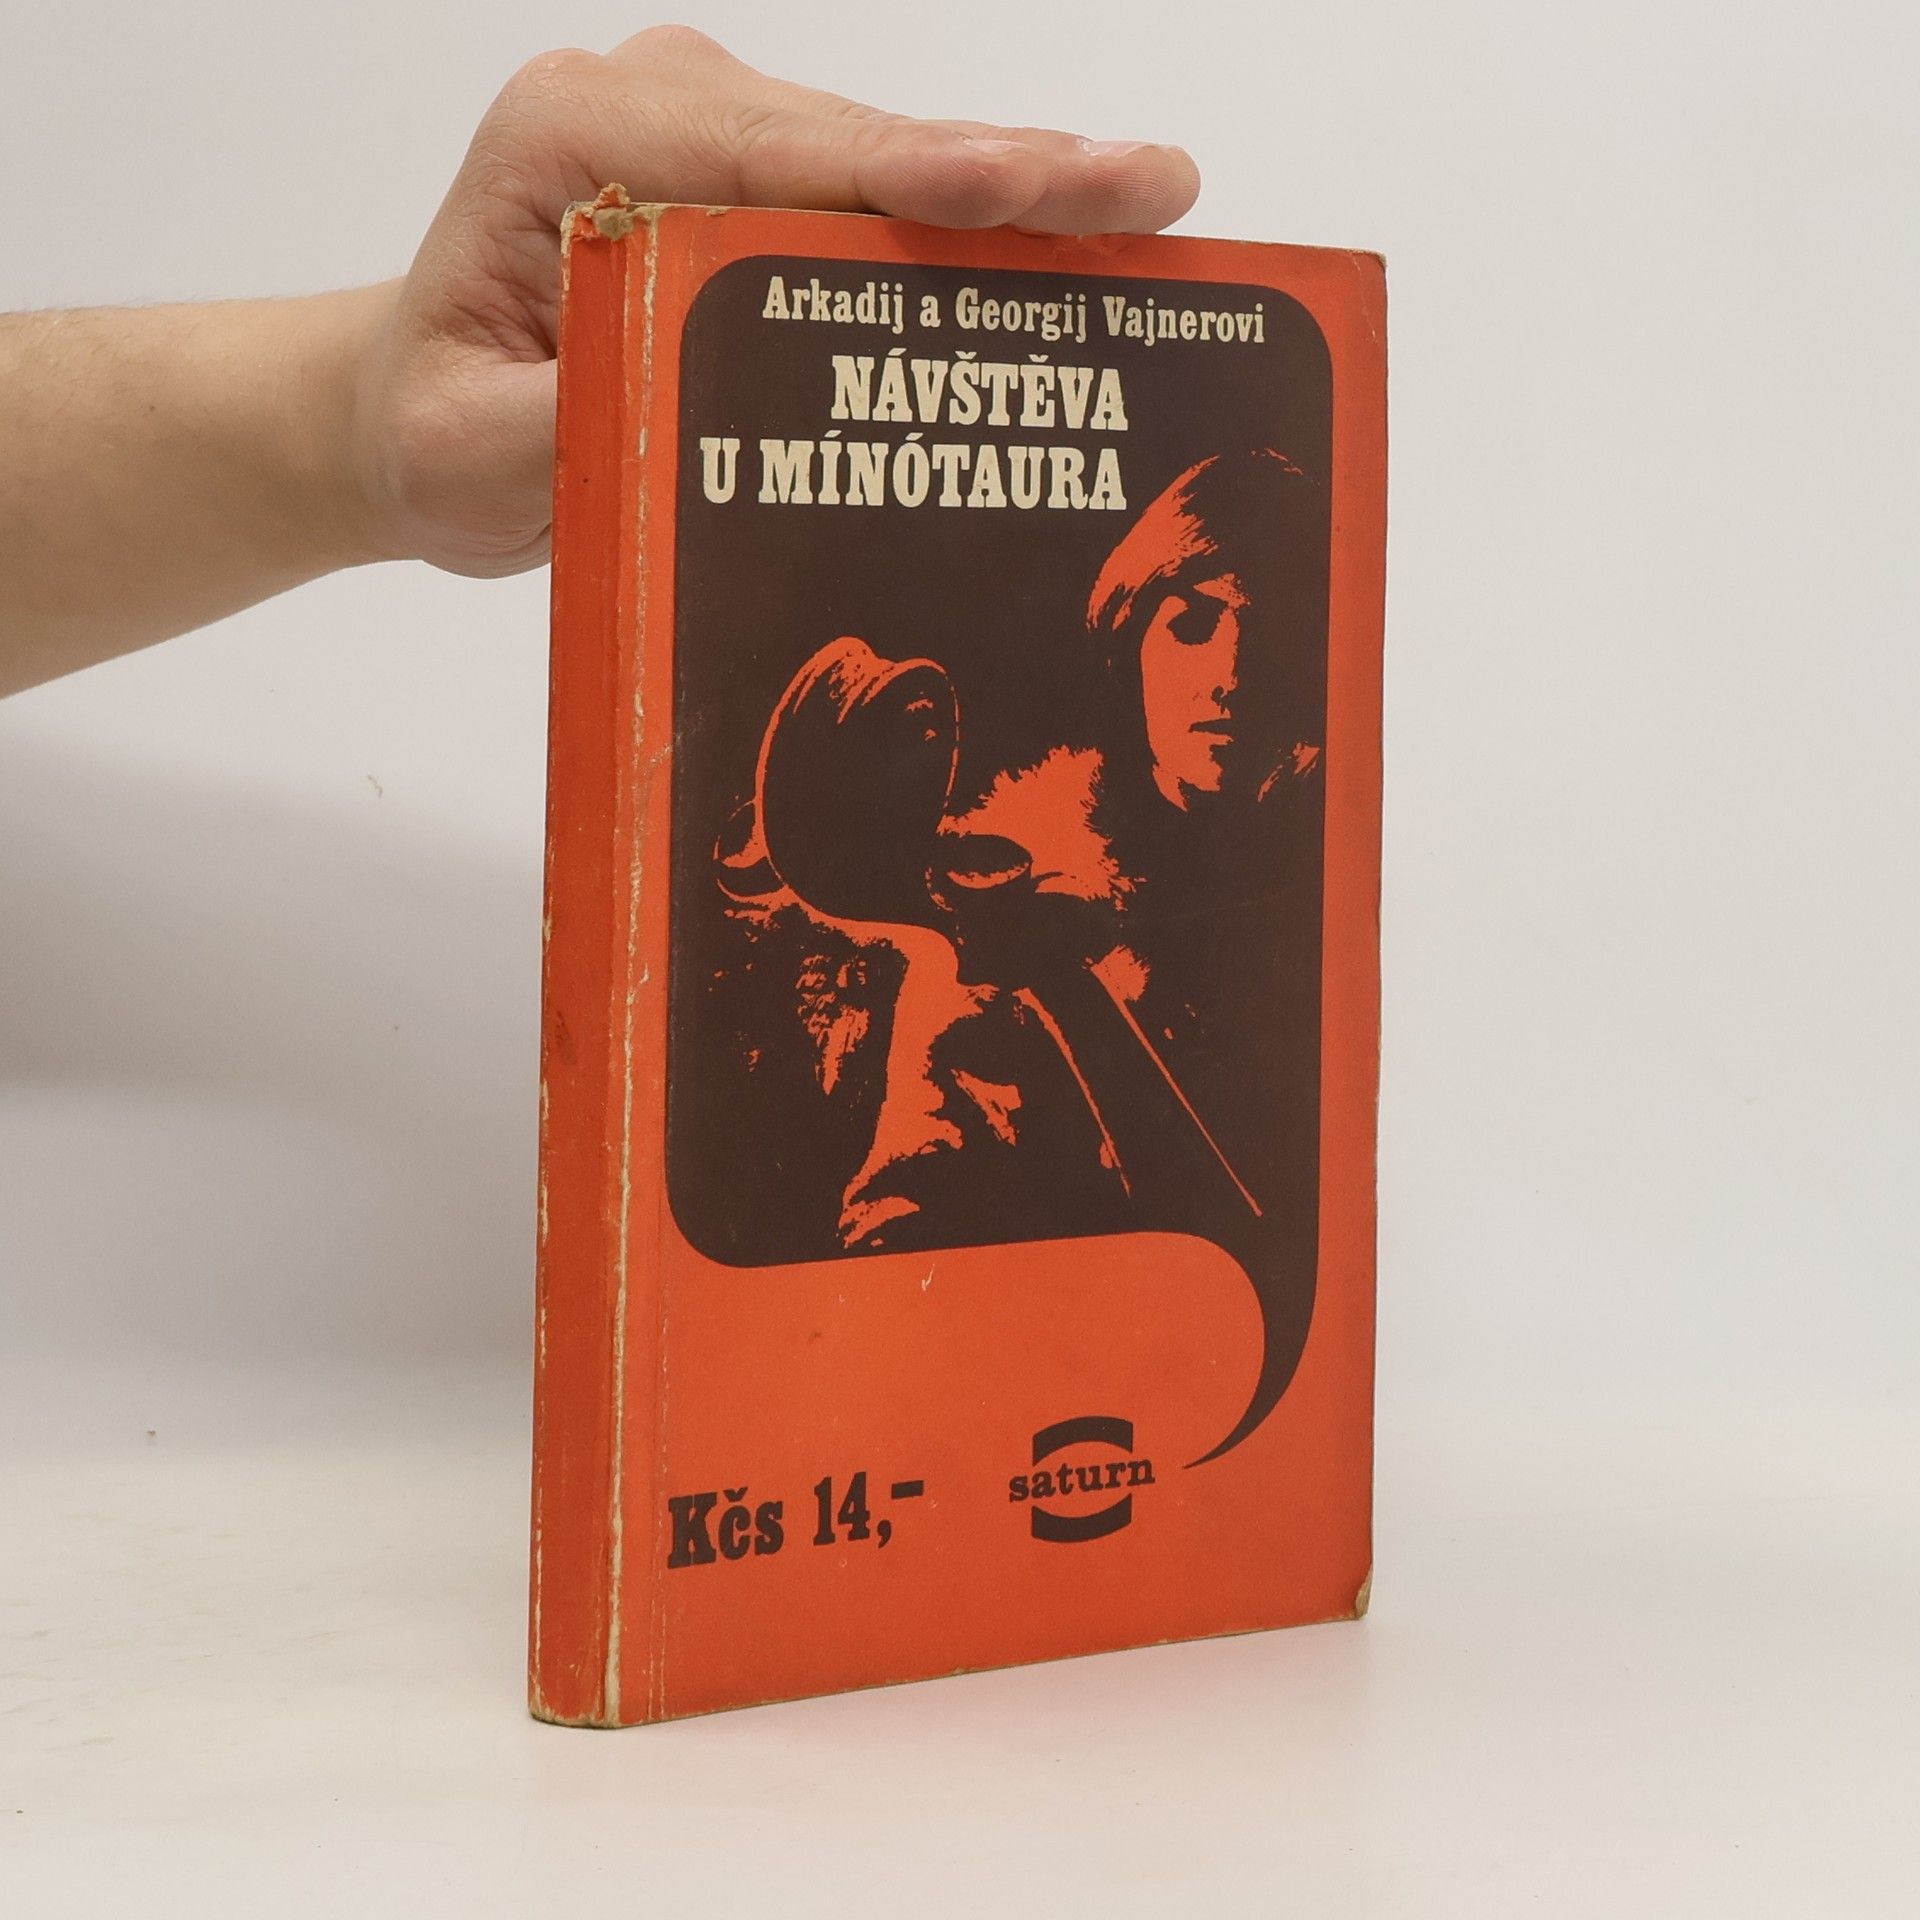 Arkadij a Georgij Vajnerovi
NÁVŠTĚVA
U MÍNÓTAURA
saturn
Kčs 14,-